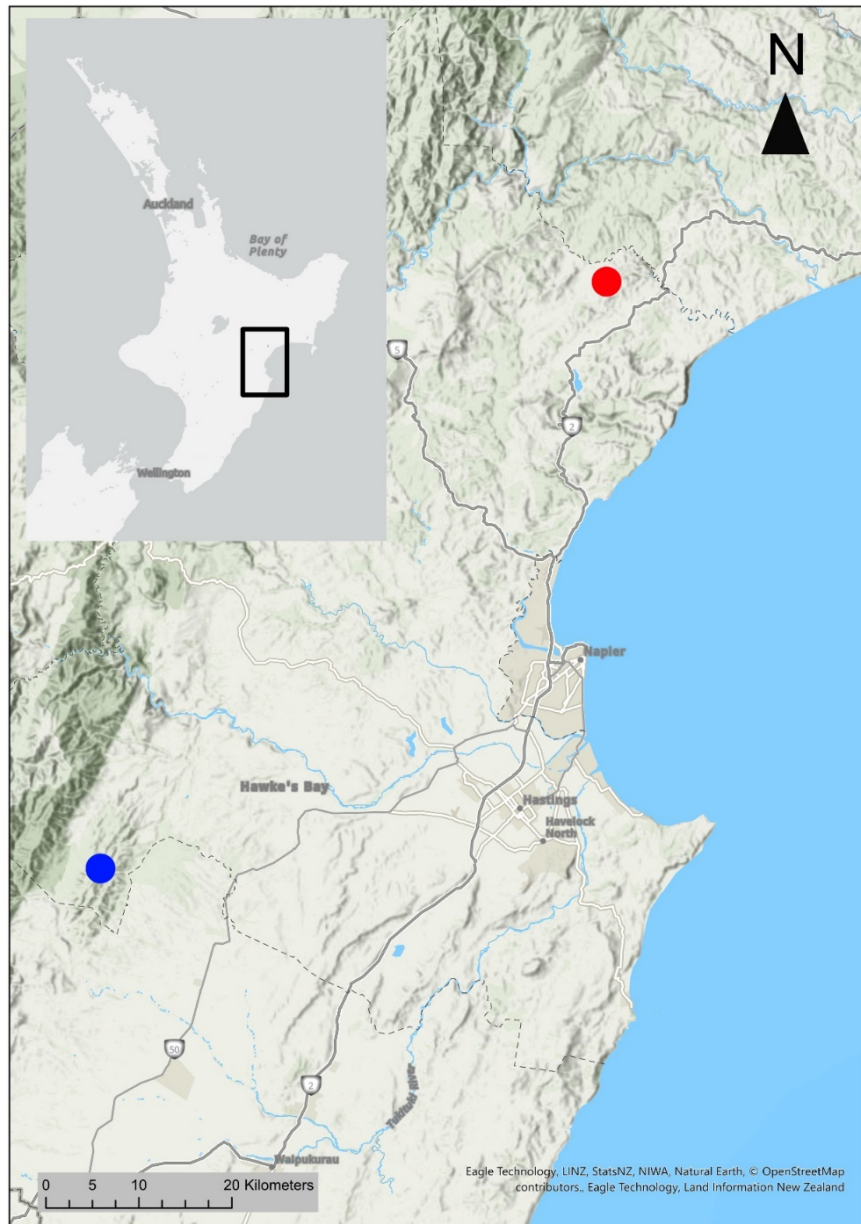 N
Auckland
Bay of
Plenty
Wellington
5
2
Napier
Hawke's Bay
Hastings
Havelock
North
50
2
Tukituki River
Waipukurau
0 5 10 20 Kilometers
Eagle Technology, LINZ, StatsNZ, NIWA, Natural Earth, © OpenStreetMap
contributors., Eagle Technology, Land Information New Zealand